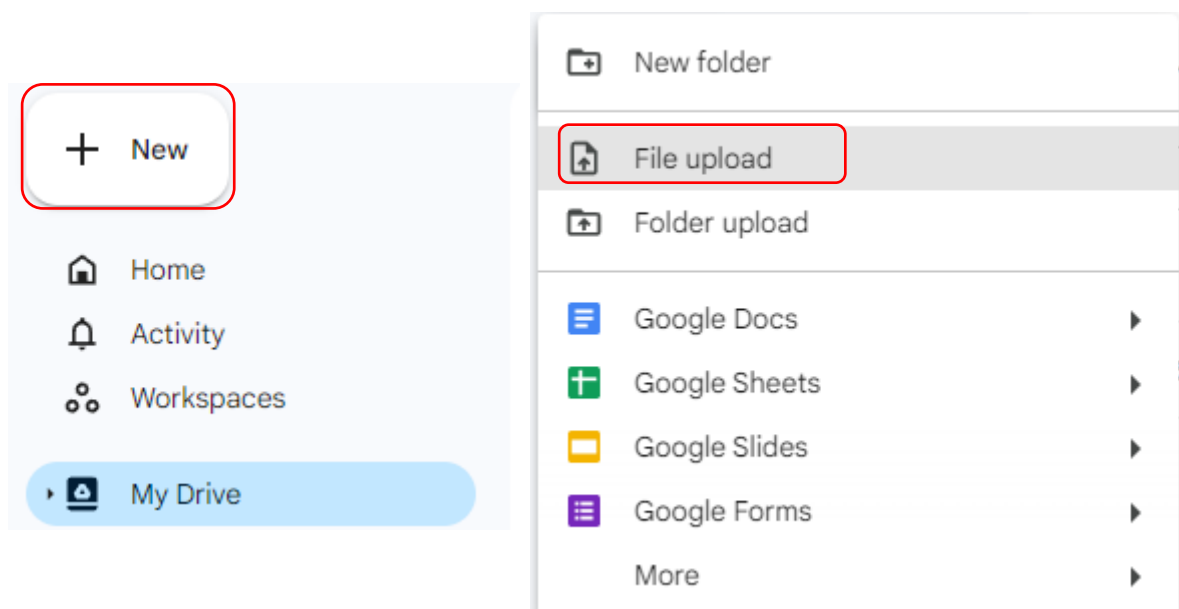 New
Home
Activity
Workspaces
My Drive
New folder
File upload
Folder upload
Google Docs
Google Sheets
Google Slides
Google Forms
More